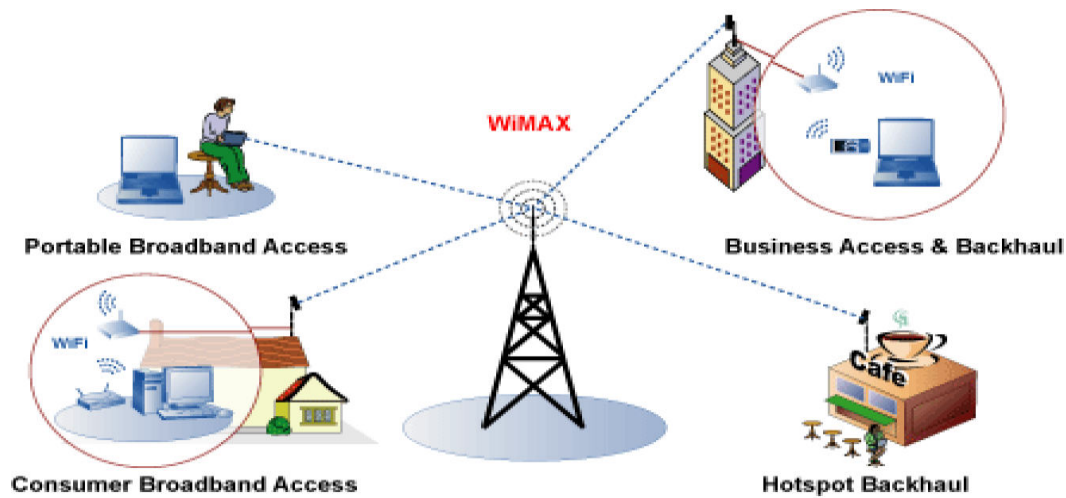 WiFi
WiMAX
Portable Broadband Access
Business Access & Backhaul
WiFi
Cafe
Consumer Broadband Access
Hotspot Backhaul